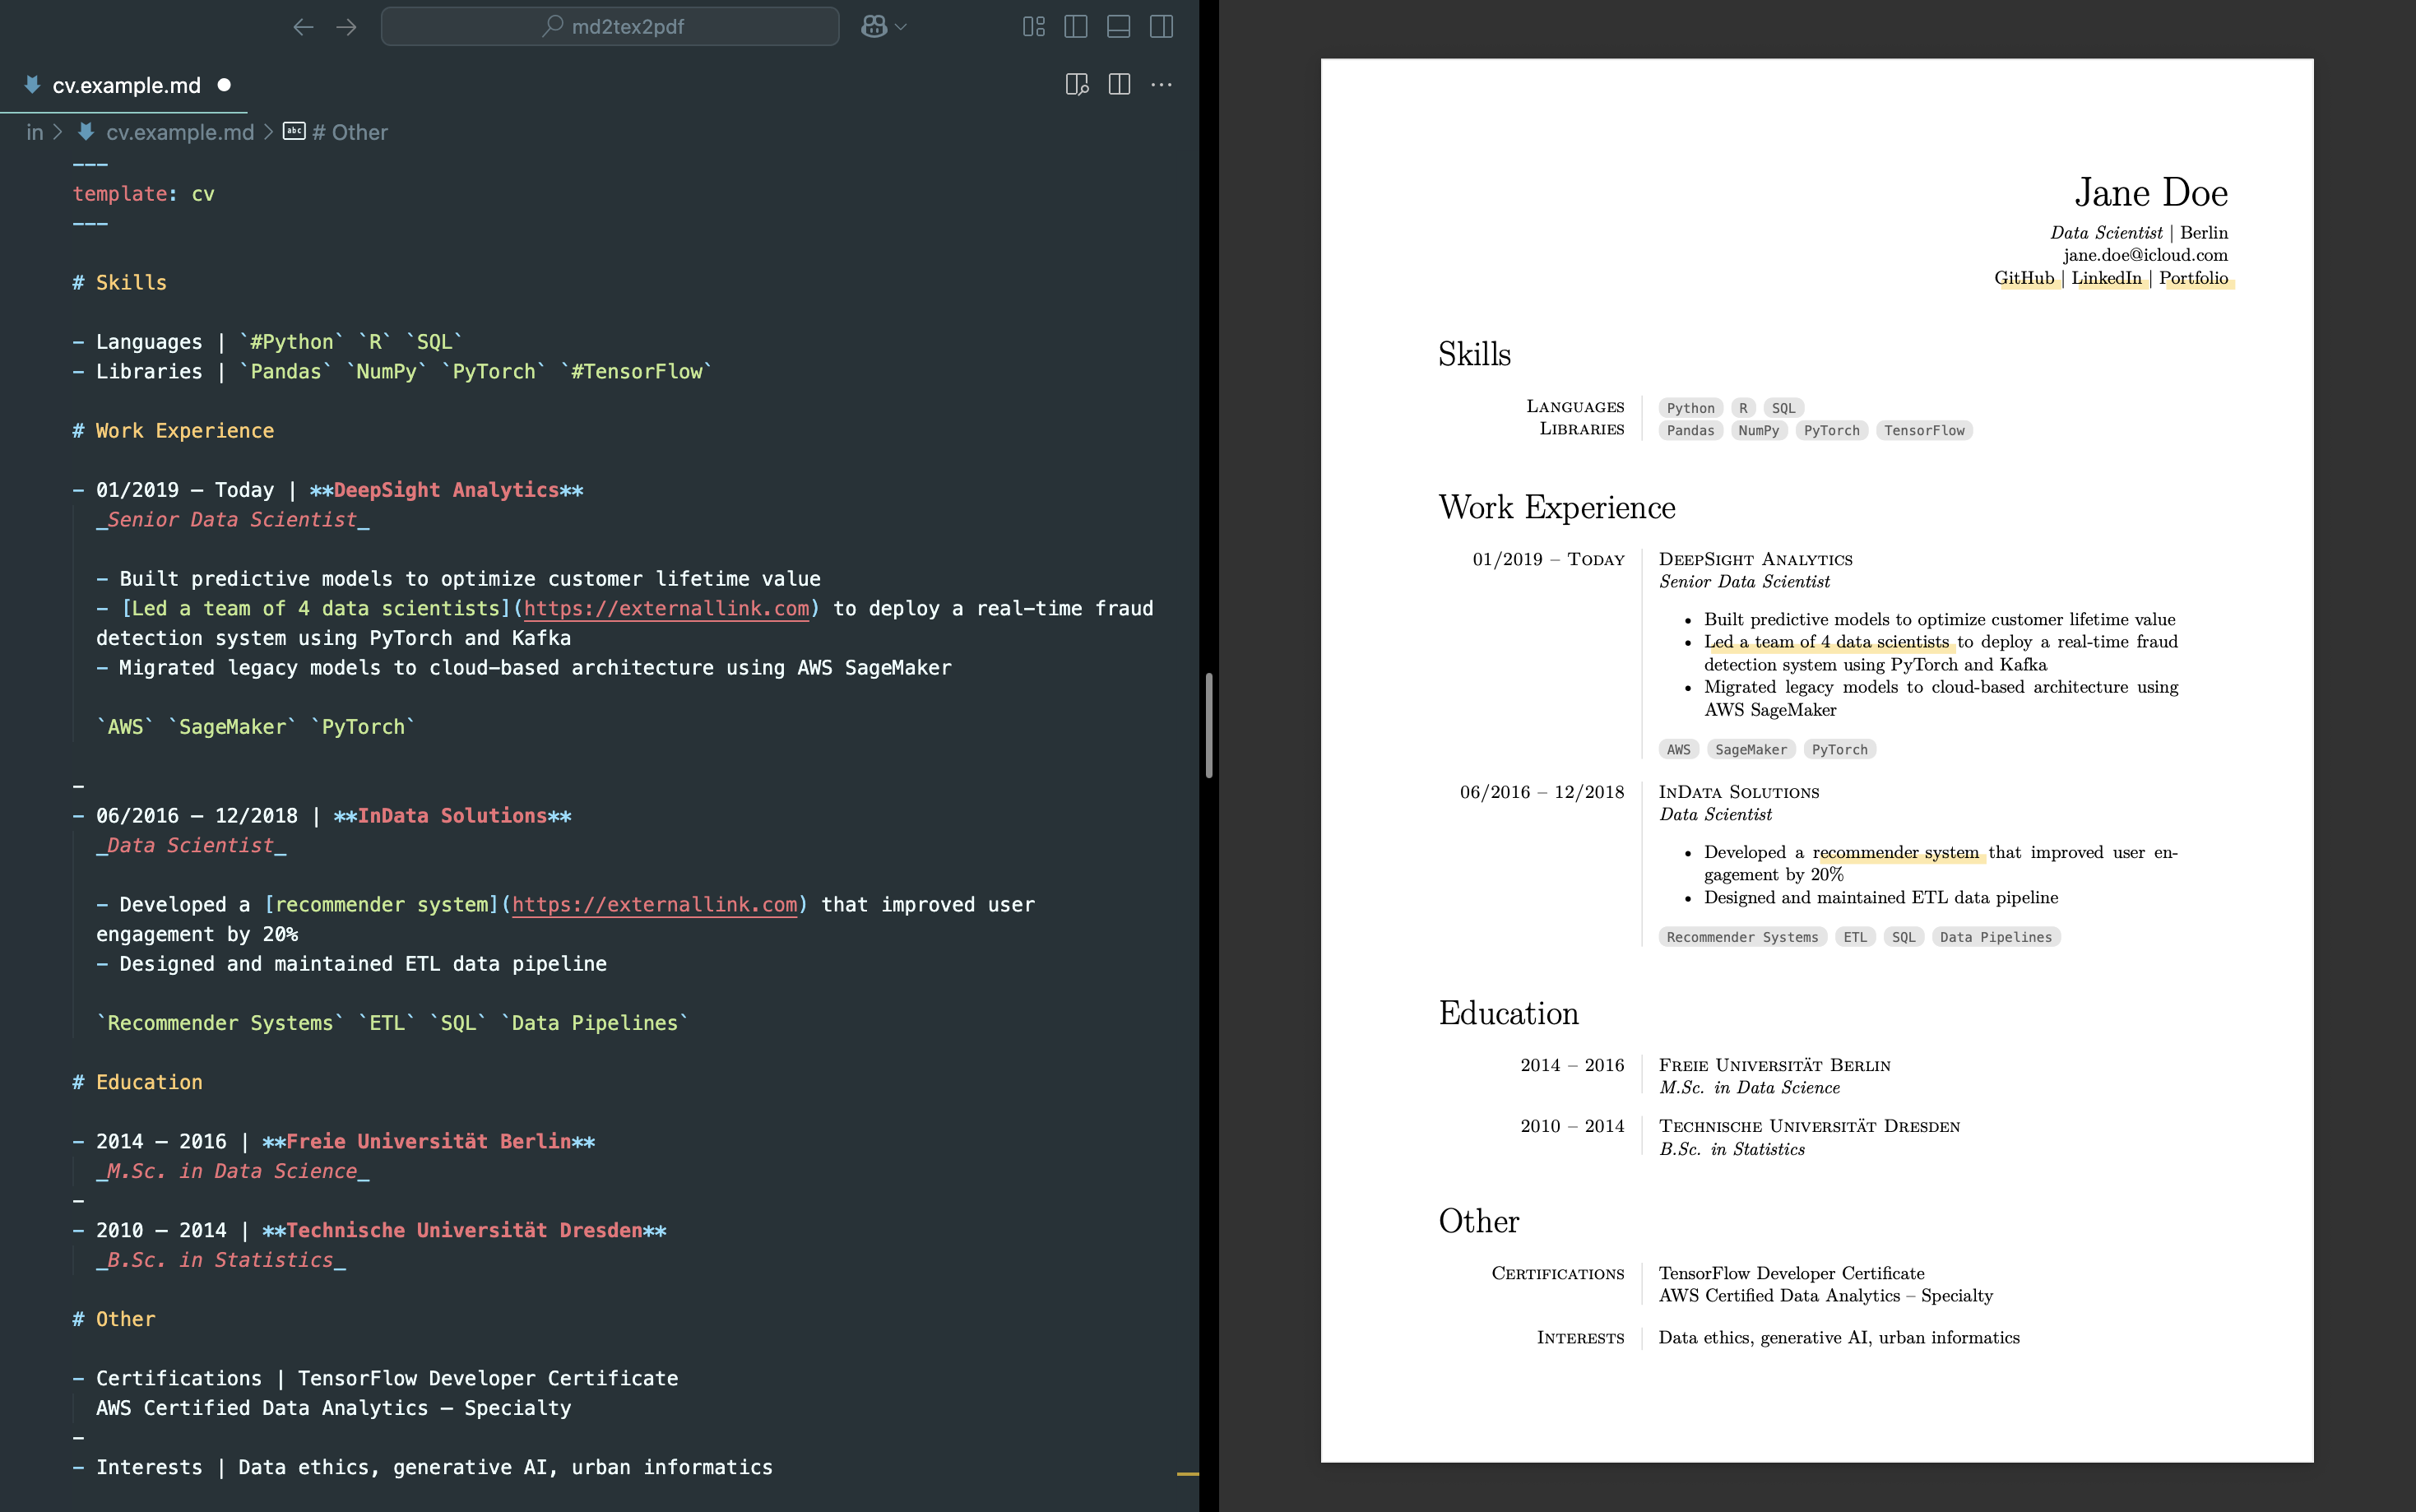 md2tex2pdf
cv.example.md
in > cv.example.md > abc # Other
---
template: cv
---
# Skills
- Languages | `#Python` `R` `SQL`
- Libraries | `Pandas` `NumPy` `PyTorch` `#TensorFlow`
# Work Experience
- 01/2019 – Today | **DeepSight Analytics**
_Senior Data Scientist_
- Built predictive models to optimize customer lifetime value
- [Led a team of 4 data scientists](https://externallink.com) to deploy a real-time fraud
detection system using PyTorch and Kafka
- Migrated legacy models to cloud-based architecture using AWS SageMaker
`AWS` `SageMaker` `PyTorch`
-
- 06/2016 – 12/2018 | **InData Solutions**
_Data Scientist_
- Developed a [recommender system](https://externallink.com) that improved user
engagement by 20%
- Designed and maintained ETL data pipeline
`Recommender Systems` `ETL` `SQL` `Data Pipelines`
# Education
- 2014 – 2016 | **Freie Universität Berlin**
_M.Sc. in Data Science_
-
- 2010 – 2014 | **Technische Universität Dresden**
_B.Sc. in Statistics_
# Other
- Certifications | TensorFlow Developer Certificate
AWS Certified Data Analytics – Specialty
-
- Interests | Data ethics, generative AI, urban informatics
Jane Doe
Data Scientist | Berlin
jane.doe@icloud.com
GitHub | LinkedIn | Portfolio
Skills
Languages Python R SQL
Libraries Pandas NumPy PyTorch TensorFlow
Work Experience
01/2019 – Today DeepSight Analytics
Senior Data Scientist
• Built predictive models to optimize customer lifetime value
• Led a team of 4 data scientists to deploy a real-time fraud
detection system using PyTorch and Kafka
• Migrated legacy models to cloud-based architecture using
AWS SageMaker
AWS SageMaker PyTorch
06/2016 – 12/2018 InData Solutions
Data Scientist
• Developed a recommender system that improved user en-
gagement by 20%
• Designed and maintained ETL data pipeline
Recommender Systems ETL SQL Data Pipelines
Education
2014 – 2016 Freie Universität Berlin
M.Sc. in Data Science
2010 – 2014 Technische Universität Dresden
B.Sc. in Statistics
Other
Certifications TensorFlow Developer Certificate
AWS Certified Data Analytics – Specialty
Interests Data ethics, generative AI, urban informatics